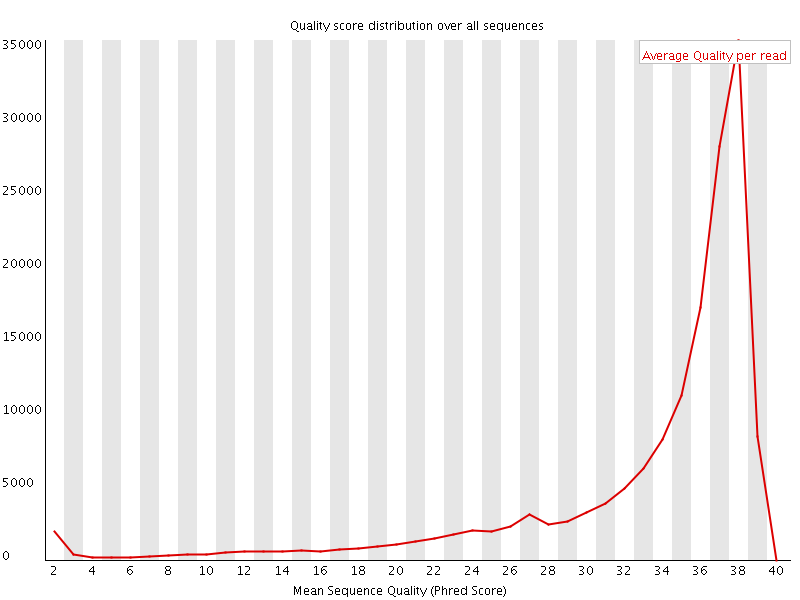 Quality score distribution over all sequences
Average Quality per read
35000
30000
25000
20000
15000
10000
5000
0
2 4 6 8 10 12 14 16 18 20 22 24 26 28 30 32 34 36 38 40
Mean Sequence Quality (Phred Score)